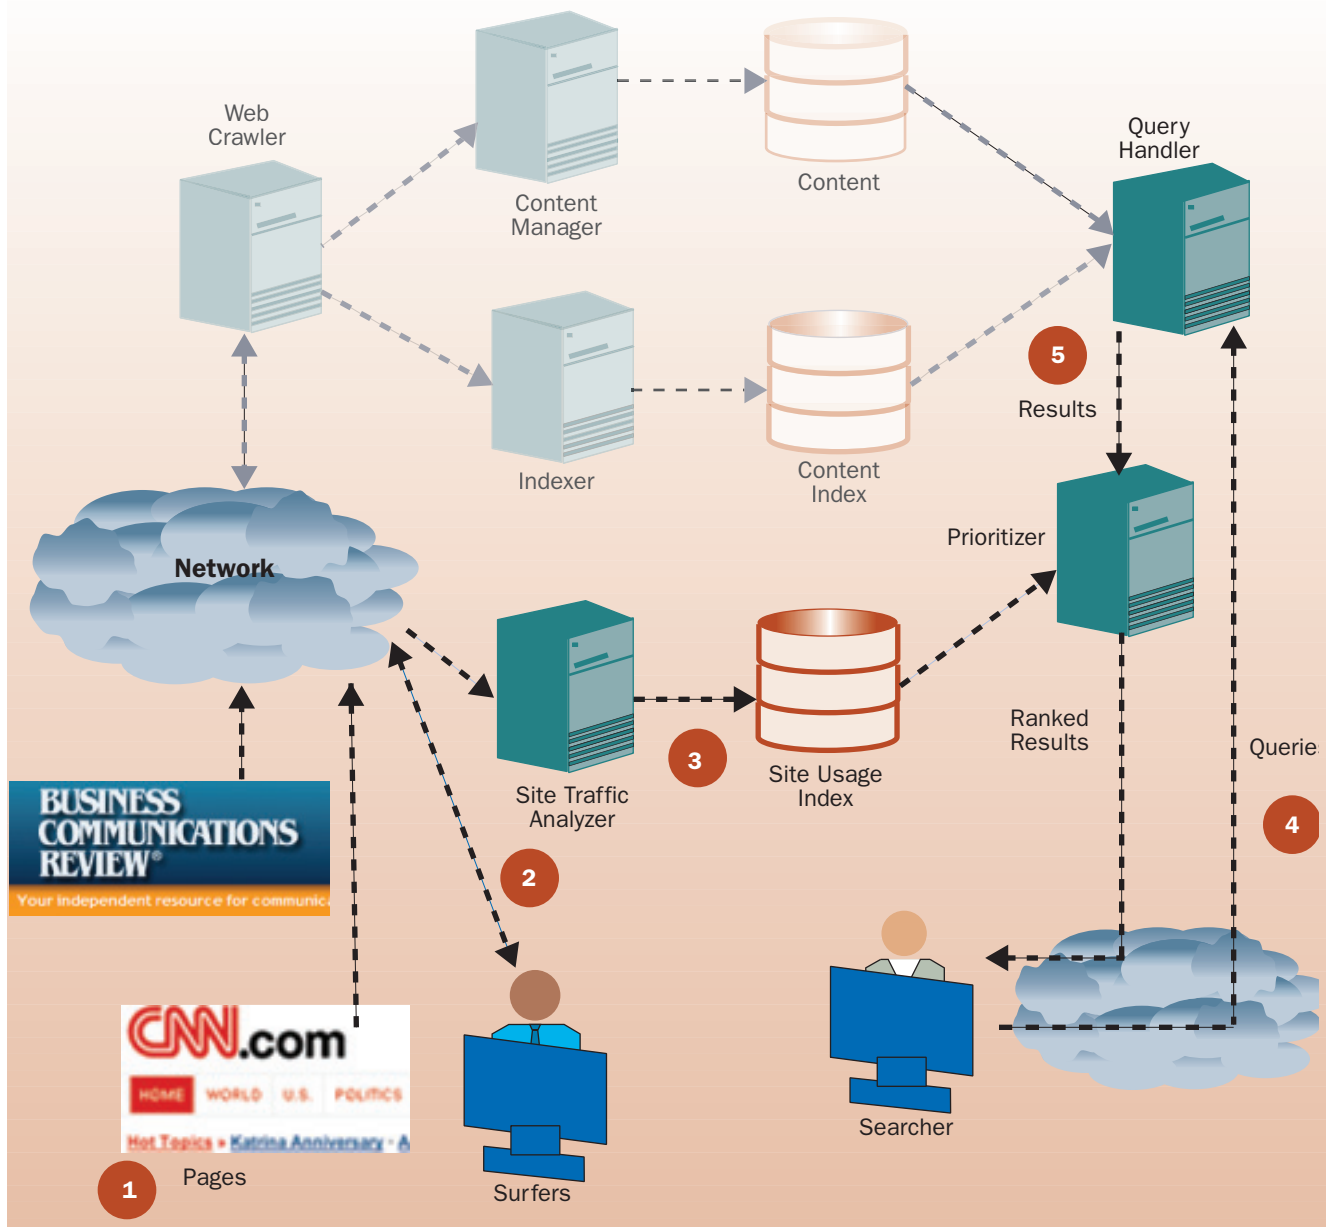 Web
Crawler
Content
Manager
Content
Query
Handler
Indexer
Content
Index
5
Results
Prioritizer
Network
Site Traffic
Analyzer
3
Site Usage
Index
Ranked
Results
Querie
4
BUSINESS
COMMUNICATIONS
REVIEW®
Your independent resource for communic
2
CNN.com
HOME WORLD U.S. POLITICS
Hot Topics » Katrina Anniversary · A
1
Pages
Surfers
Searcher